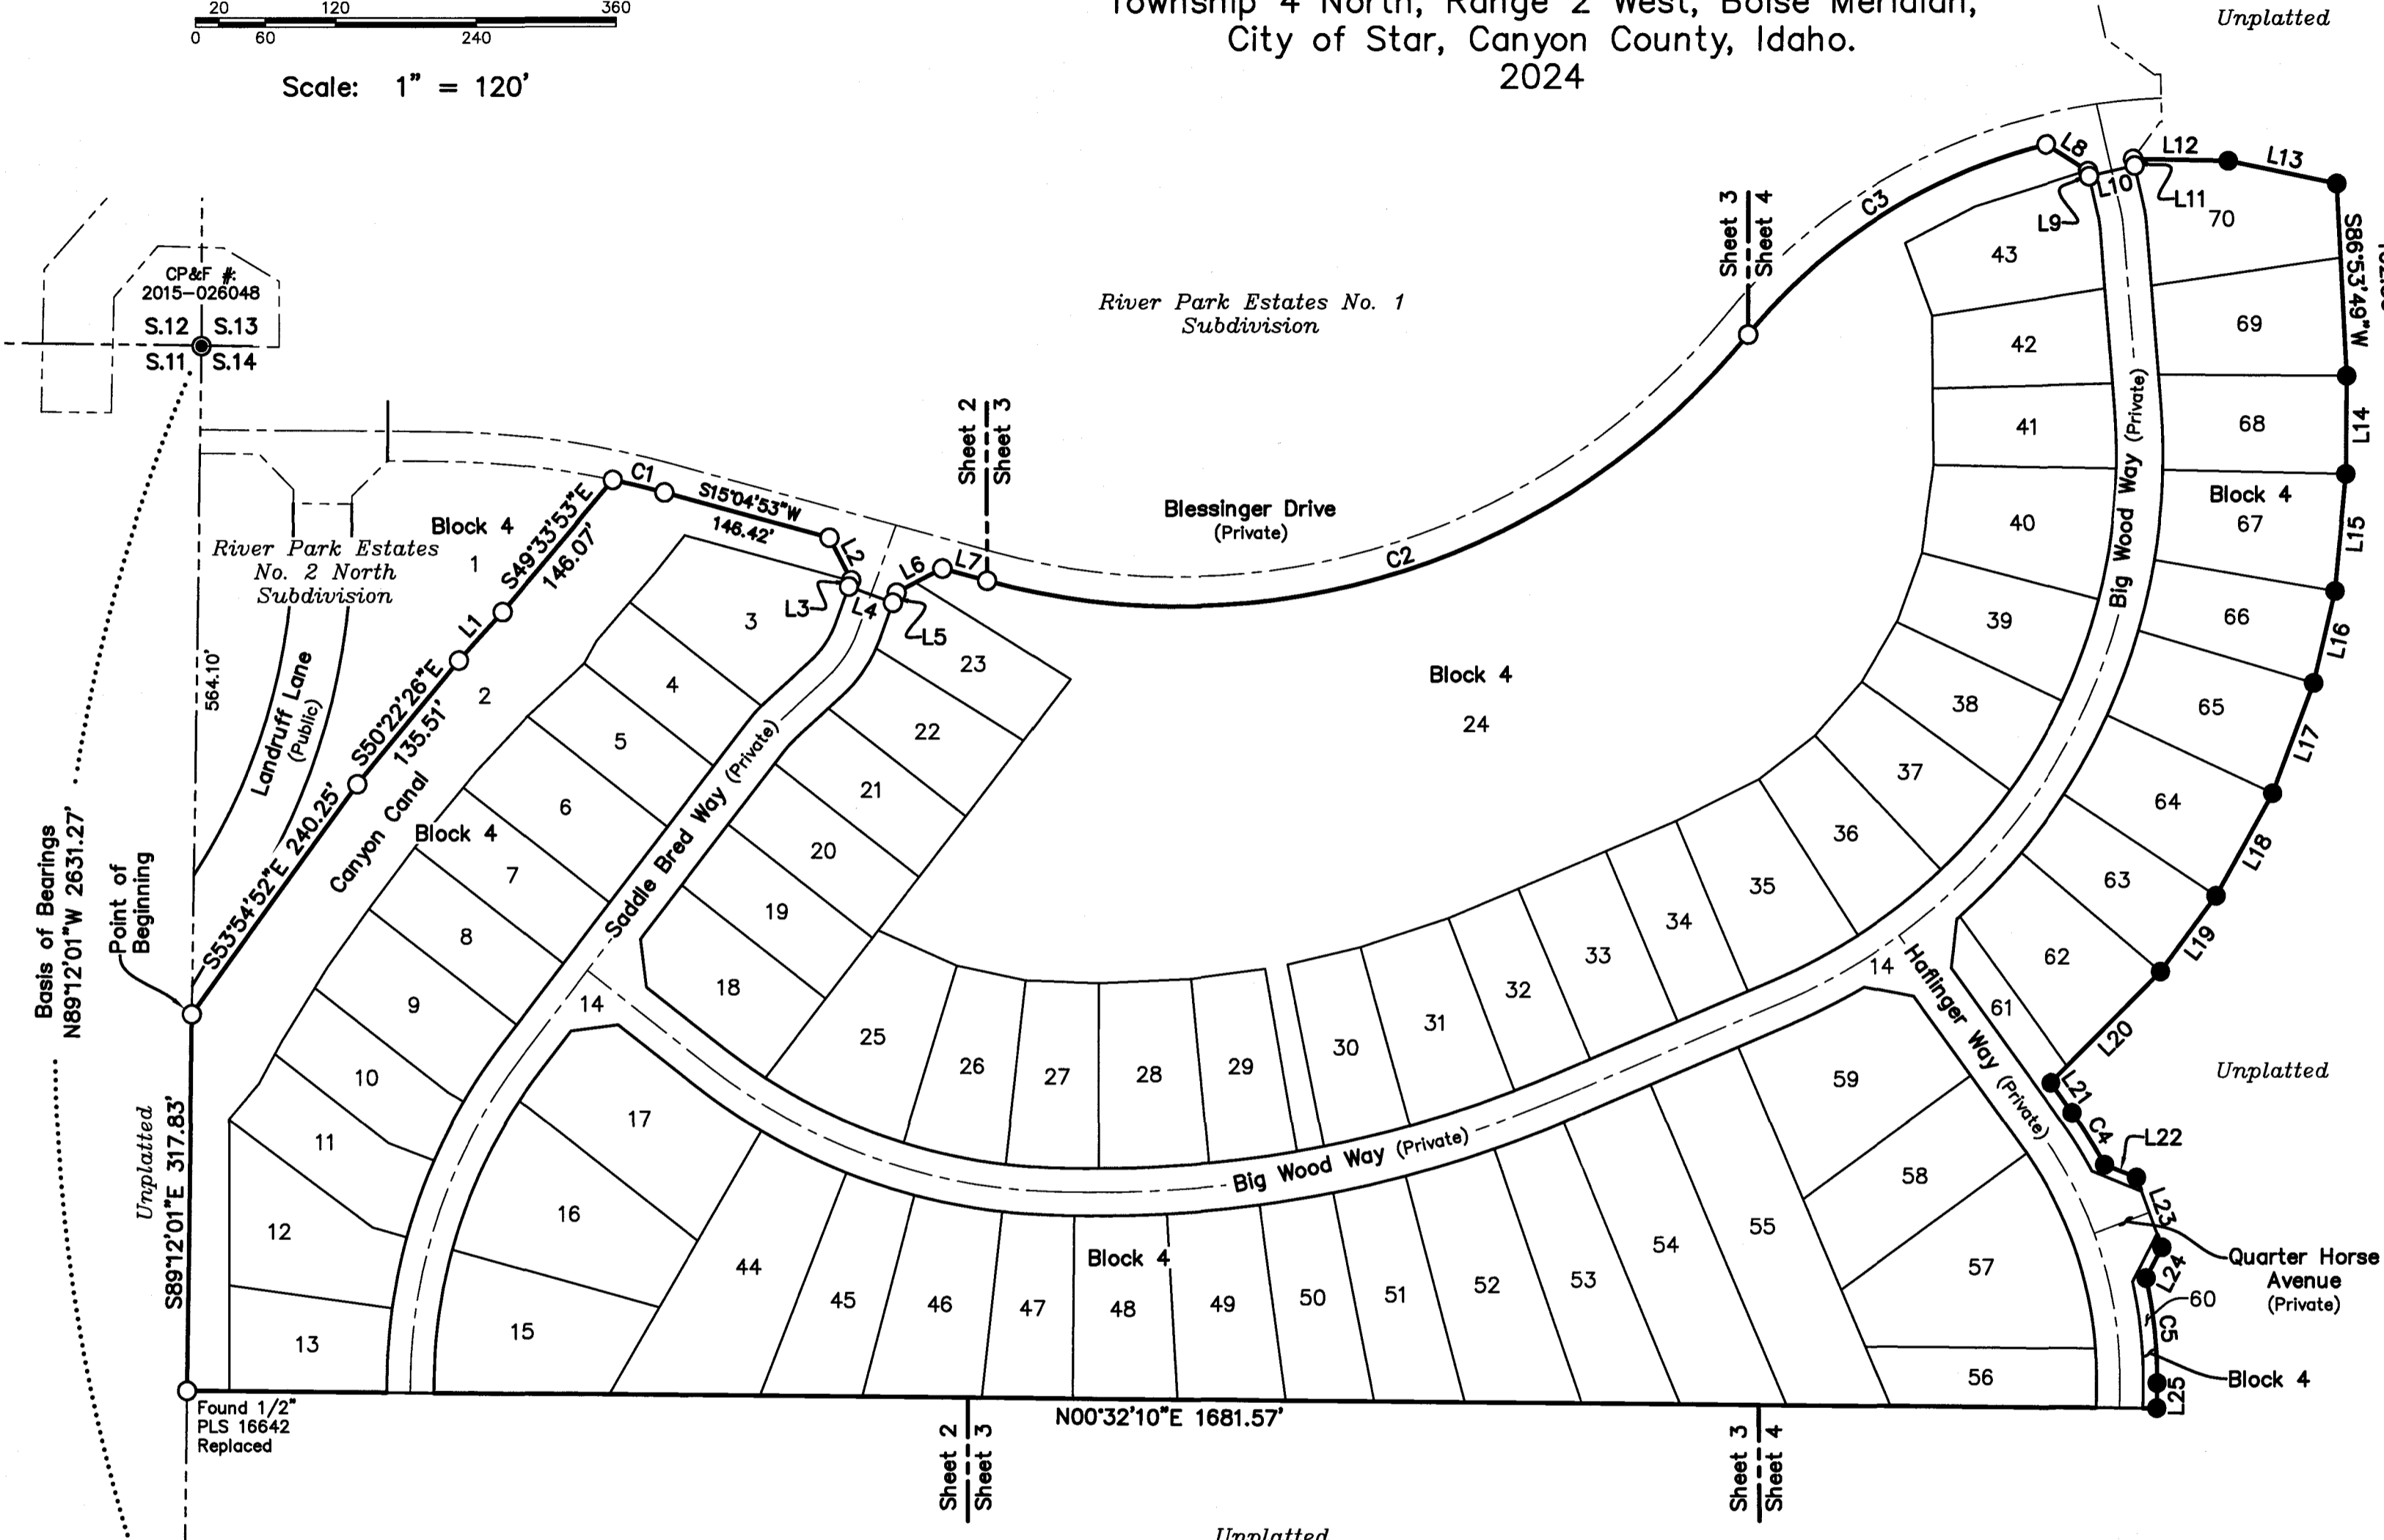 20 120 360
0 60 240
Scale: 1" = 120'
Township 4 North, Range 2 West, Boise Meridian,
City of Star, Canyon County, Idaho.
2024
Unplatted
CP&F #:
2015-026048
S.12 S.13
S.11 S.14
River Park Estates No. 1
Subdivision
Sheet 3
Sheet 4
C3
L8
L9
L10
L11
L12
L13
70
S86°53'49"W
43
42
41
40
39
38
37
36
35
34
33
32
31
30
69
68
Block 4
67
66
65
64
63
62
61
L14
L15
L16
L17
L18
L19
L20
L21
C4
L22
L23
L24
C5
L25
Big Wood Way (Private)
Big Wood Way (Private)
Sheet 2
Sheet 3
Blessinger Drive
(Private)
C2
Block 4
24
Block 4
1
River Park Estates
No. 2 North
Subdivision
C1
S15°04'53"W
146.42'
L2
L3
L4
L5
L6
L7
S49°33'53"E
146.07'
L1
S50°22'26"E
135.51'
2
S53°54'52"E 240.25'
Canyon Canal
564.10'
Landruff Lane
(Public)
Basis of Bearings
N89°12'01"W 2631.27'
Point of
Beginning
Block 4
3
4
5
6
7
8
9
10
11
12
13
Saddle Bred Way (Private)
23
22
21
20
19
18
14
17
16
15
25
26
27
28
29
Unplatted
S89°12'01"E 317.83'
44
45
46
47
Block 4
48
49
50
51
52
53
54
55
59
58
57
56
14
Haflinger Way (Private)
Unplatted
Quarter Horse
Avenue
(Private)
60
Block 4
Found 1/2"
PLS 16642
Replaced
N00°32'10"E 1681.57'
Sheet 2
Sheet 3
Sheet 3
Sheet 4
Unplatted
Big Wood Way (Private)